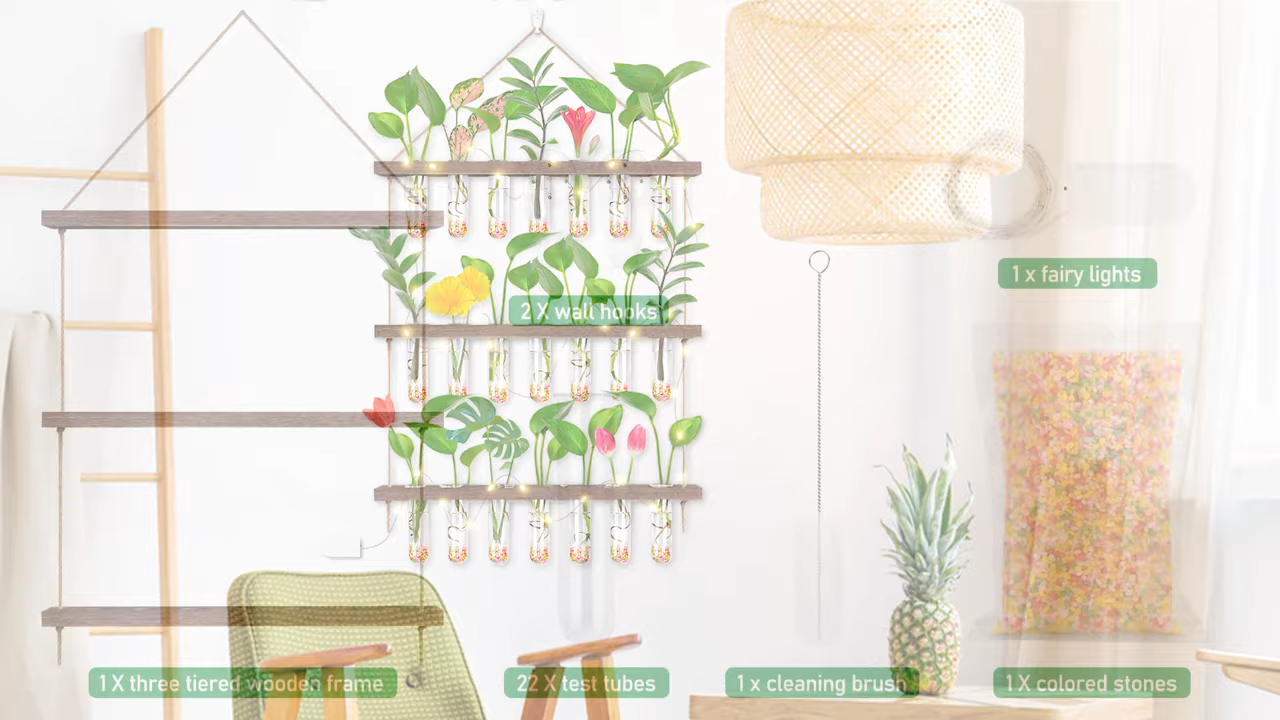 1 x fairy lights
2 X wall hooks
1 X three tiered wooden frame
22 X test tubes
1 x cleaning brush
1X colored stones